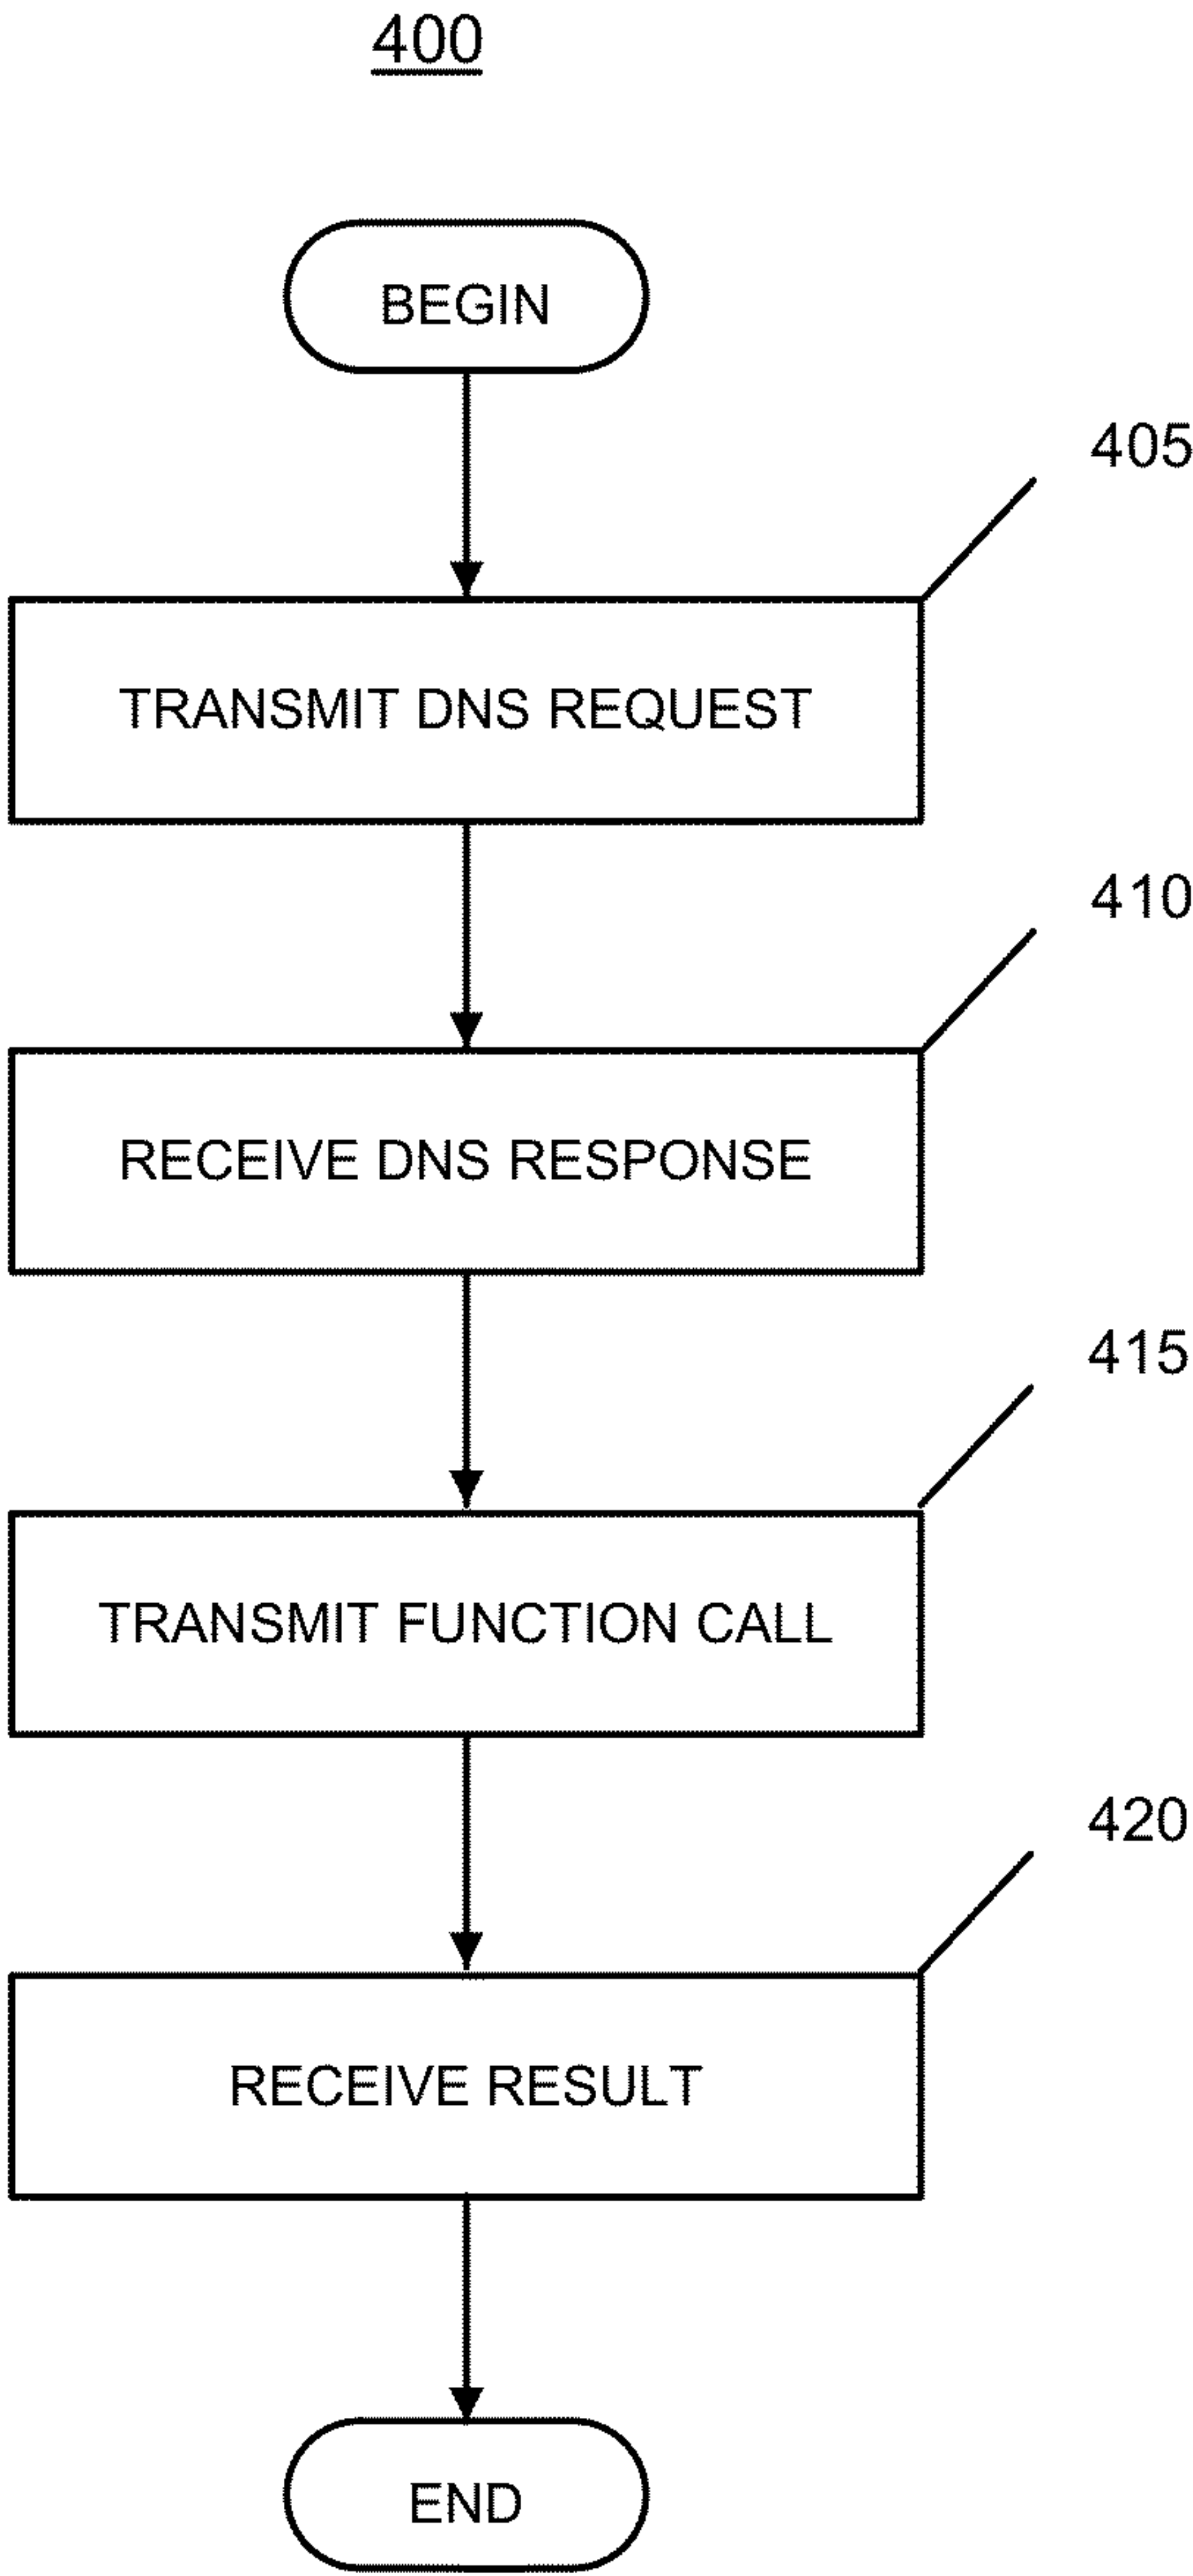 400
BEGIN
405
TRANSMIT DNS REQUEST
410
RECEIVE DNS RESPONSE
415
TRANSMIT FUNCTION CALL
420
RECEIVE RESULT
END